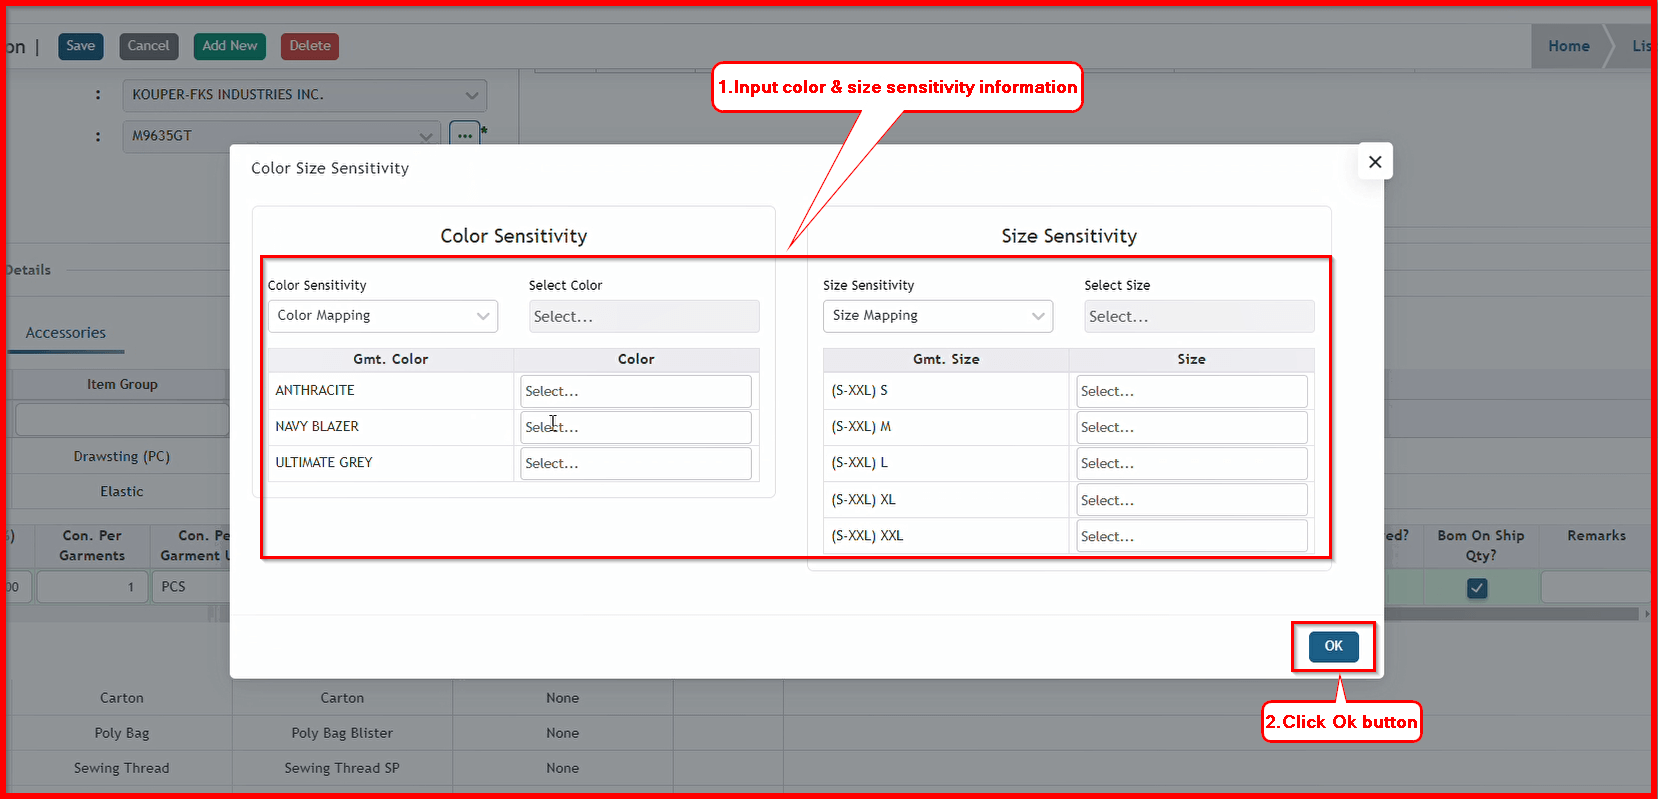 on | Save Cancel Add New Delete Home Lis
1.Input color & size sensitivity information
: KOUPER-FKS INDUSTRIES INC.
: M9635GT ... *
Color Size Sensitivity
Color Sensitivity Size Sensitivity
Details
Color Sensitivity Select Color Size Sensitivity Select Size
Color Mapping Select... Size Mapping Select...
Accessories
Gmt. Color Color Gmt. Size Size
Item Group
ANTHRACITE Select... (S-XXL) S Select...
NAVY BLAZER Select... (S-XXL) M Select...
Drawsting (PC)
ULTIMATE GREY Select... (S-XXL) L Select...
Elastic
(S-XXL) XL Select...
%) Con. Per Con. Pe (S-XXL) XXL Select... ed? Bom On Ship Remarks
Garments Garment U Qty?
00 1 PCS
OK
Carton Carton None
2.Click Ok button
Poly Bag Poly Bag Blister None
Sewing Thread Sewing Thread SP None